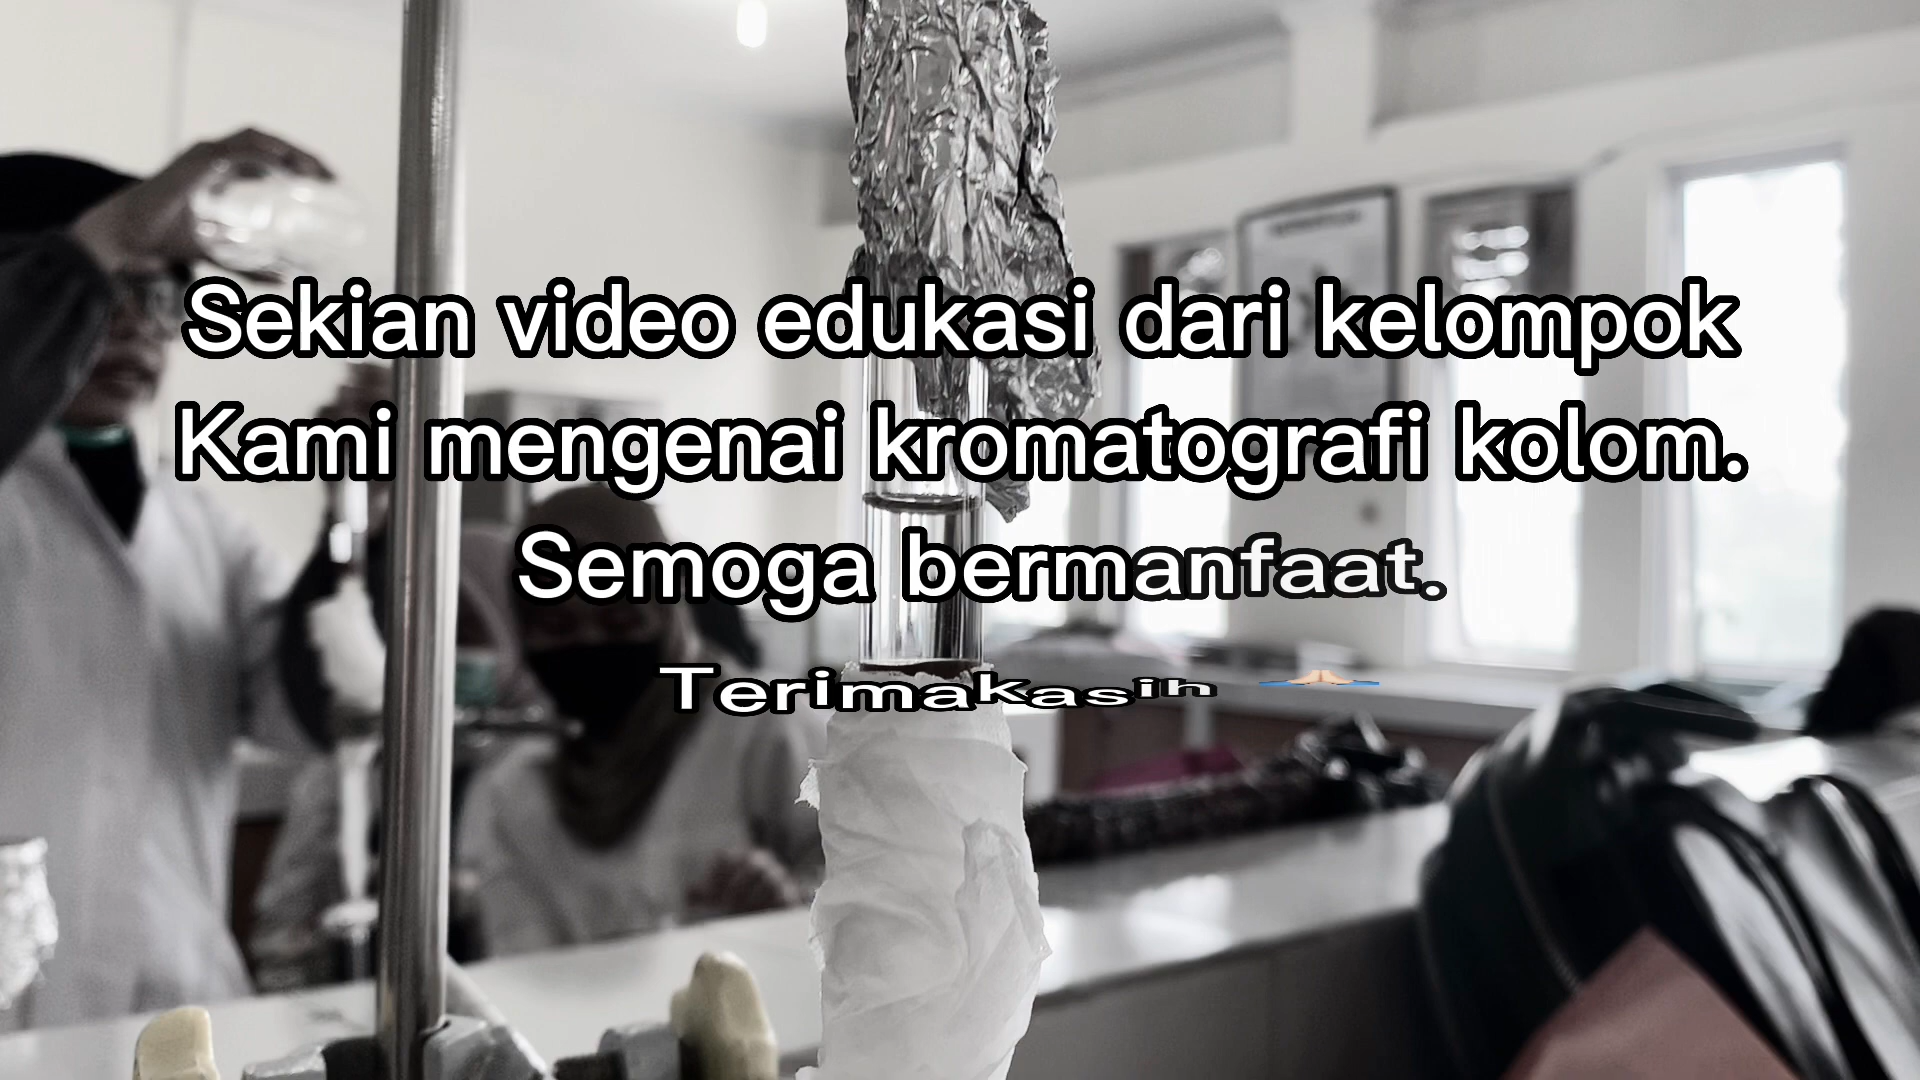 Sekian video edukasi dari kelompok
Kami mengenai kromatografi kolom.
Semoga bermanfaat.
Terimakasih 🙏🏻